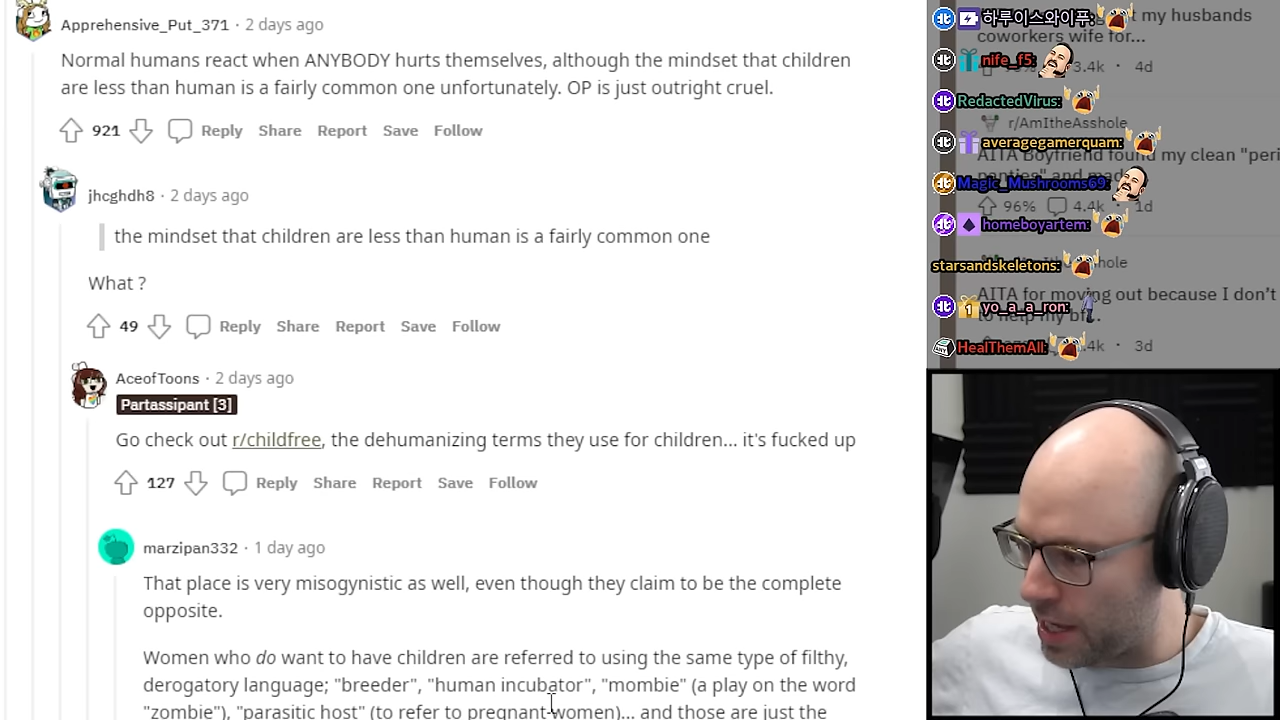 Apprehensive_Put_371 · 2 days ago
Normal humans react when ANYBODY hurts themselves, although the mindset that children
are less than human is a fairly common one unfortunately. OP is just outright cruel.
921 Reply Share Report Save Follow
jhcghdh8 · 2 days ago
the mindset that children are less than human is a fairly common one
What ?
49 Reply Share Report Save Follow
AceofToons · 2 days ago
Partassipant [3]
Go check out r/childfree, the dehumanizing terms they use for children... it's fucked up
127 Reply Share Report Save Follow
marzipan332 · 1 day ago
That place is very misogynistic as well, even though they claim to be the complete
opposite.
Women who do want to have children are referred to using the same type of filthy,
derogatory language; "breeder", "human incubator", "mombie" (a play on the word
"zombie"), "parasitic host" (to refer to pregnant women)... and those are just the
하루이스와이푸:
my husbands
coworkers wife for...
nife_f5:
3.4k · 4d
RedactedVirus:
r/AmItheAsshole
averagegamerquam:
AITA Boyfriend found my clean "peri
and made
Magic_Mushrooms69:
96% 4.4k · 1d
homeboyartem:
starsandskeletons:
AITA for moving out because I don't
yo_a_a_ron:
to help my
HealThemAll:
3d